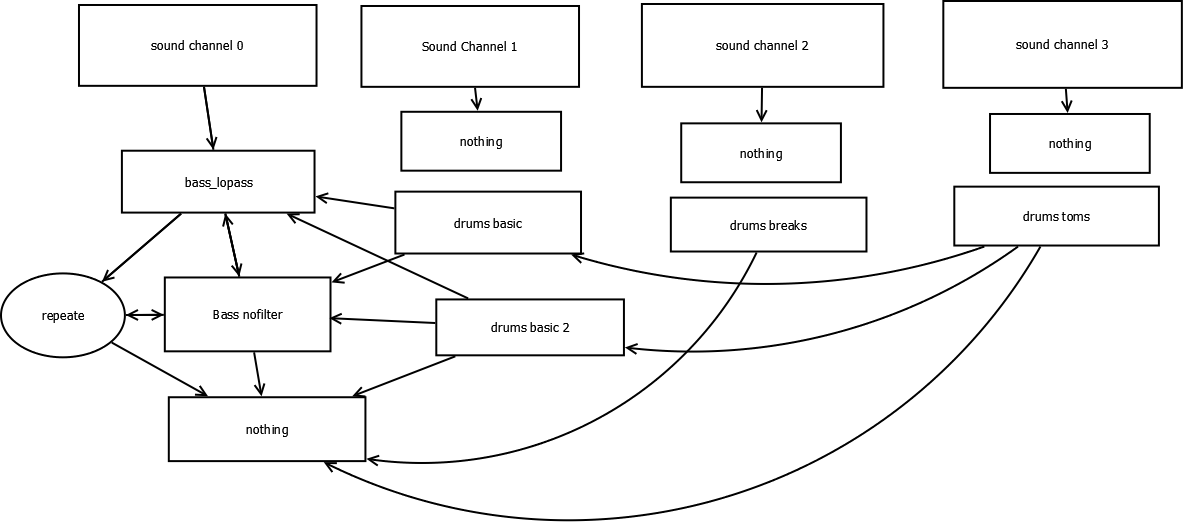 sound channel 0
Sound Channel 1
sound channel 2
sound channel 3
nothing
nothing
nothing
bass_lopass
drums basic
drums breaks
drums toms
repeate
Bass nofilter
drums basic 2
nothing